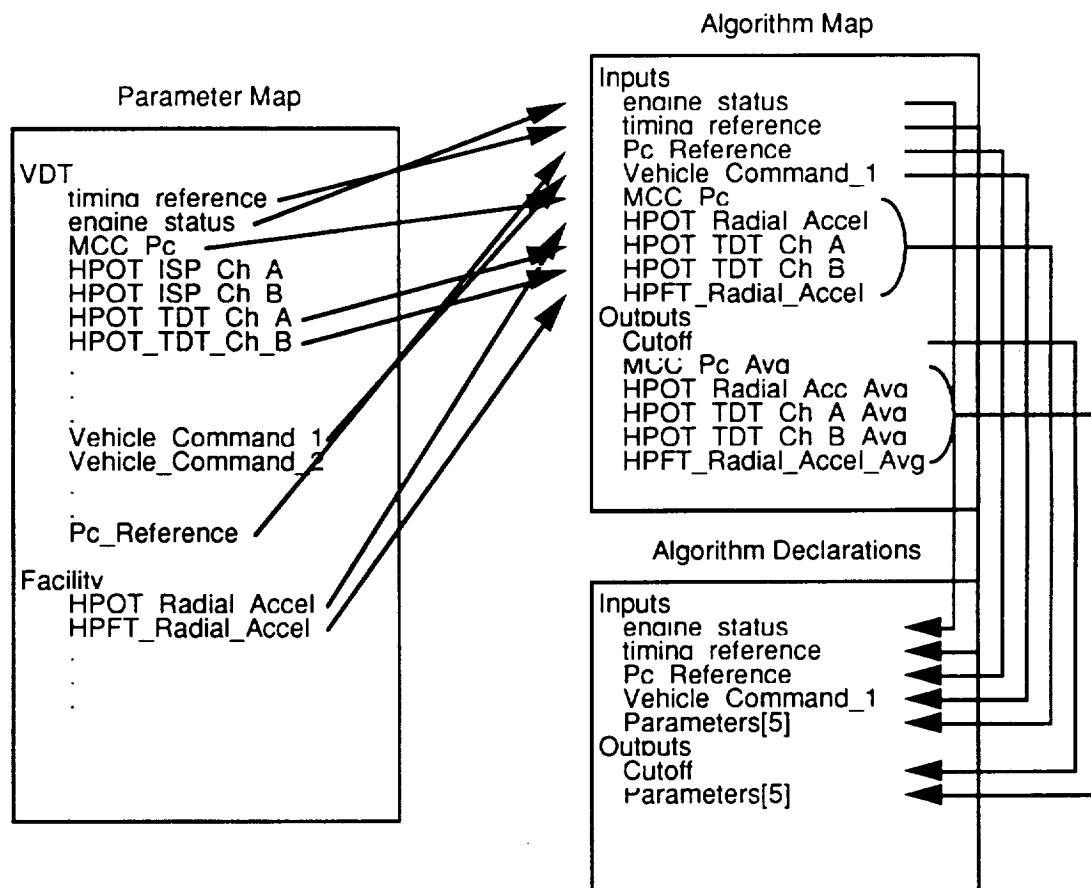 Parameter Map
VDT
timing reference
engine status
MCC Pc
HPOT ISP Ch A
HPOT ISP Ch B
HPOT TDT Ch A
HPOT_TDT_Ch_B
.
.
.
Vehicle Command 1
Vehicle_Command_2
.
.
Pc_Reference
Facility
HPOT Radial Accel
HPFT_Radial_Accel
.
.
.
Algorithm Map
Inputs
engine status
timing reference
Pc Reference
Vehicle Command_1
MCC Pc
HPOT Radial Accel
HPOT TDT Ch A
HPOT TDT Ch B
HPFT_Radial_Accel
Outputs
Cutoff
MCC Pc Avg
HPOT Radial Acc Avg
HPOT TDT Ch A Avg
HPOT TDT Ch B Avg
HPFT_Radial_Accel_Avg
Algorithm Declarations
Inputs
engine status
timing reference
Pc Reference
Vehicle Command_1
Parameters[5]
Outputs
Cutoff
Parameters[5]